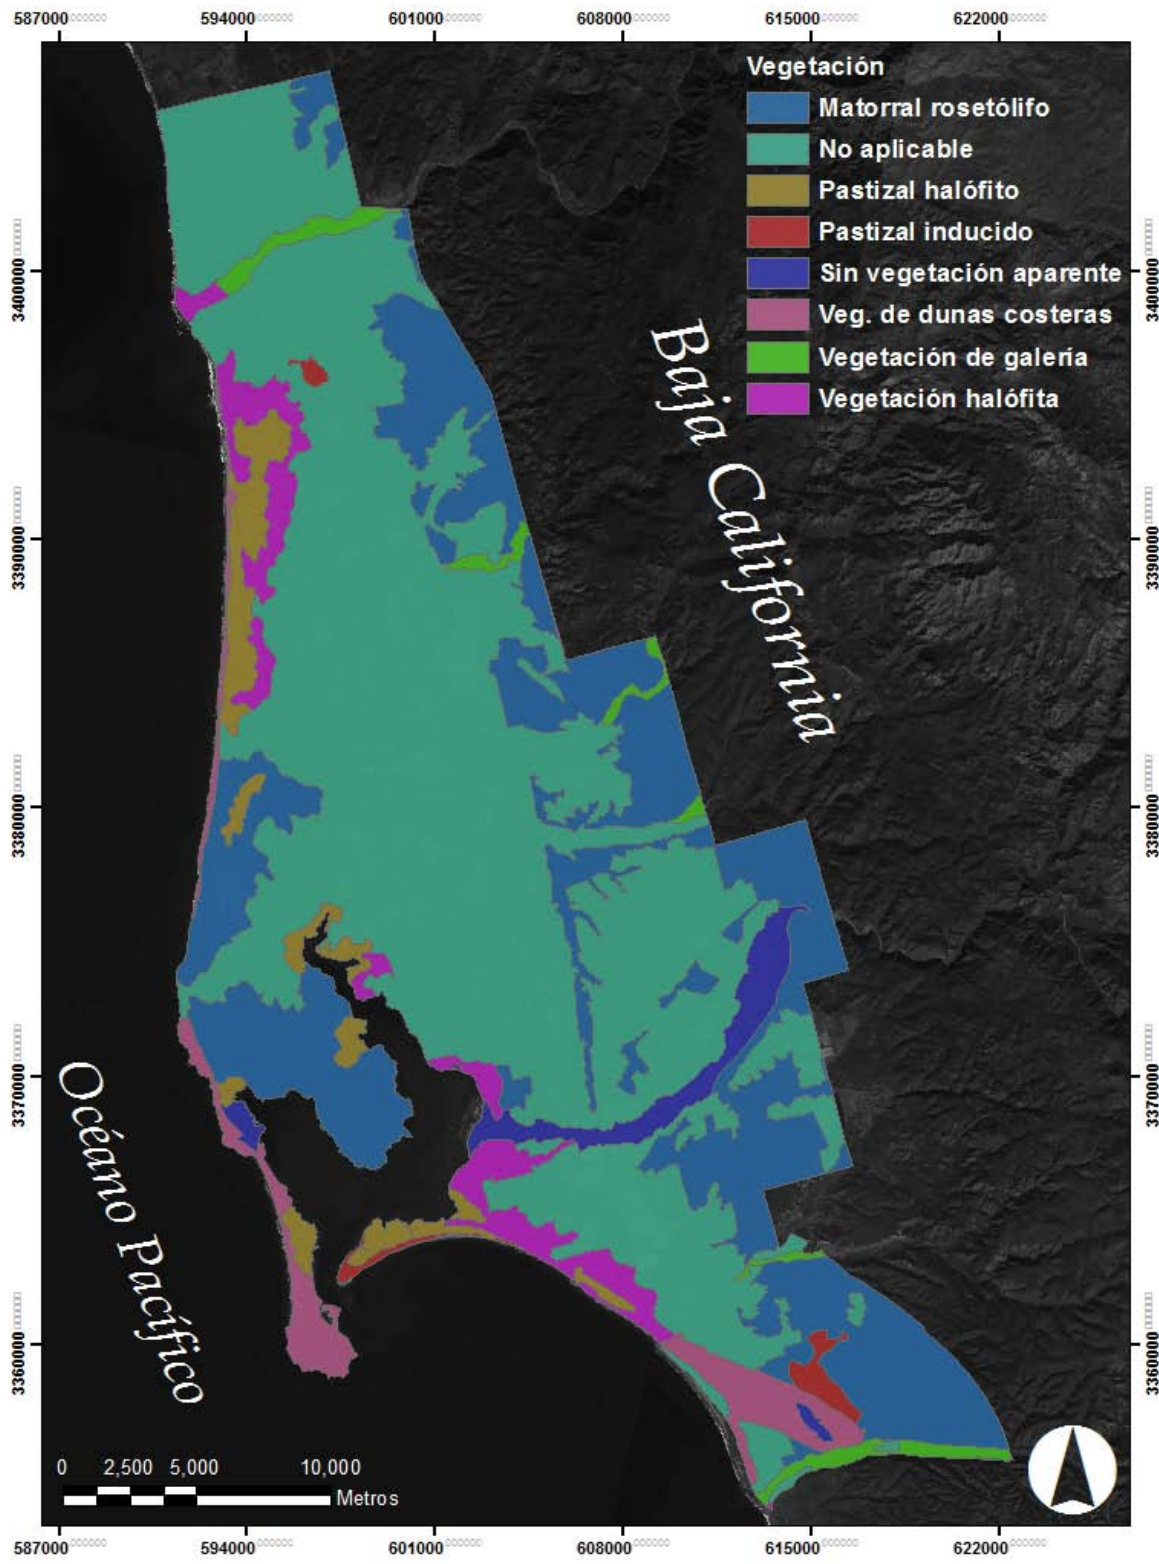 587000 594000 601000 608000 615000 622000
Vegetación
Matorral rosetólifo
No aplicable
Pastizal halófito
Pastizal inducido
Sin vegetación aparente
Veg. de dunas costeras
Vegetación de galería
Vegetación halófita
3400000 3400000
3390000 3390000
3380000 3380000
3370000 3370000
3360000 3360000
Baja California
Océano Pacífico
0 2,500 5,000 10,000
Metros
587000 594000 601000 608000 615000 622000